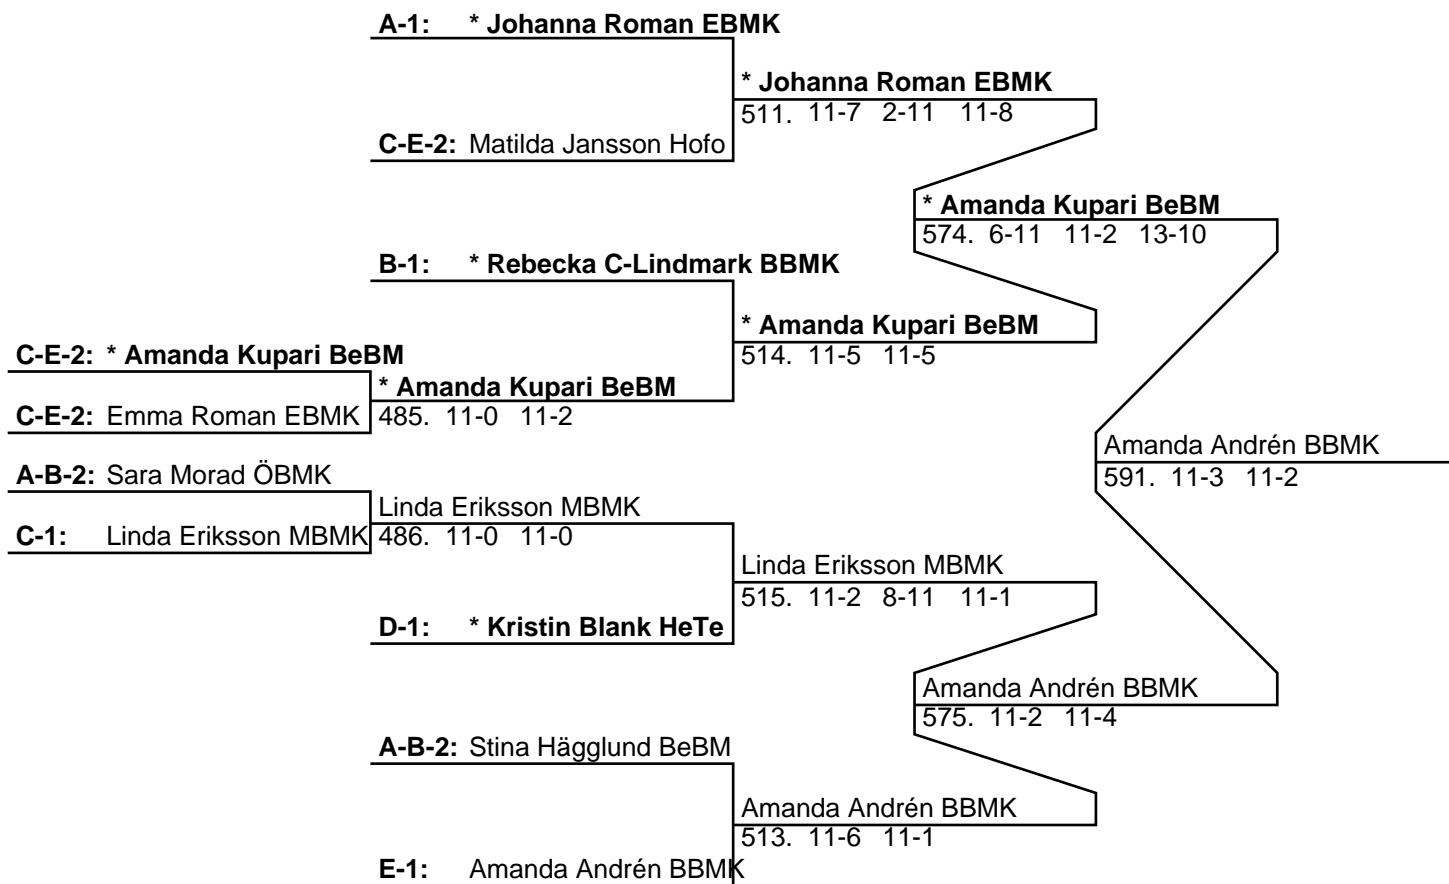 A-1: * Johanna Roman EBMK
* Johanna Roman EBMK
511. 11-7 2-11 11-8
C-E-2: Matilda Jansson Hofo
* Amanda Kupari BeBM
574. 6-11 11-2 13-10
B-1: * Rebecka C-Lindmark BBMK
* Amanda Kupari BeBM
514. 11-5 11-5
C-E-2: * Amanda Kupari BeBM
* Amanda Kupari BeBM
485. 11-0 11-2
C-E-2: Emma Roman EBMK
Amanda Andrén BBMK
591. 11-3 11-2
A-B-2: Sara Morad ÖBMK
Linda Eriksson MBMK
486. 11-0 11-0
C-1: Linda Eriksson MBMK
Linda Eriksson MBMK
515. 11-2 8-11 11-1
D-1: * Kristin Blank HeTe
Amanda Andrén BBMK
575. 11-2 11-4
A-B-2: Stina Hägglund BeBM
Amanda Andrén BBMK
513. 11-6 11-1
E-1: Amanda Andrén BBMK